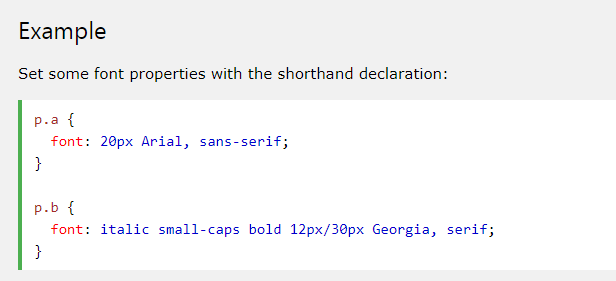 Example
Set some font properties with the shorthand declaration:
p.a {
  font: 20px Arial, sans-serif;
}
p.b {
  font: italic small-caps bold 12px/30px Georgia, serif;
}